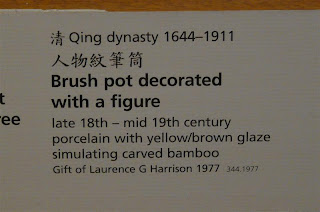 清 Qing dynasty 1644–1911
人物紋筆筒
Brush pot decorated
with a figure
late 18th – mid 19th century
porcelain with yellow/brown glaze
simulating carved bamboo
Gift of Laurence G Harrison 1977 344.1977